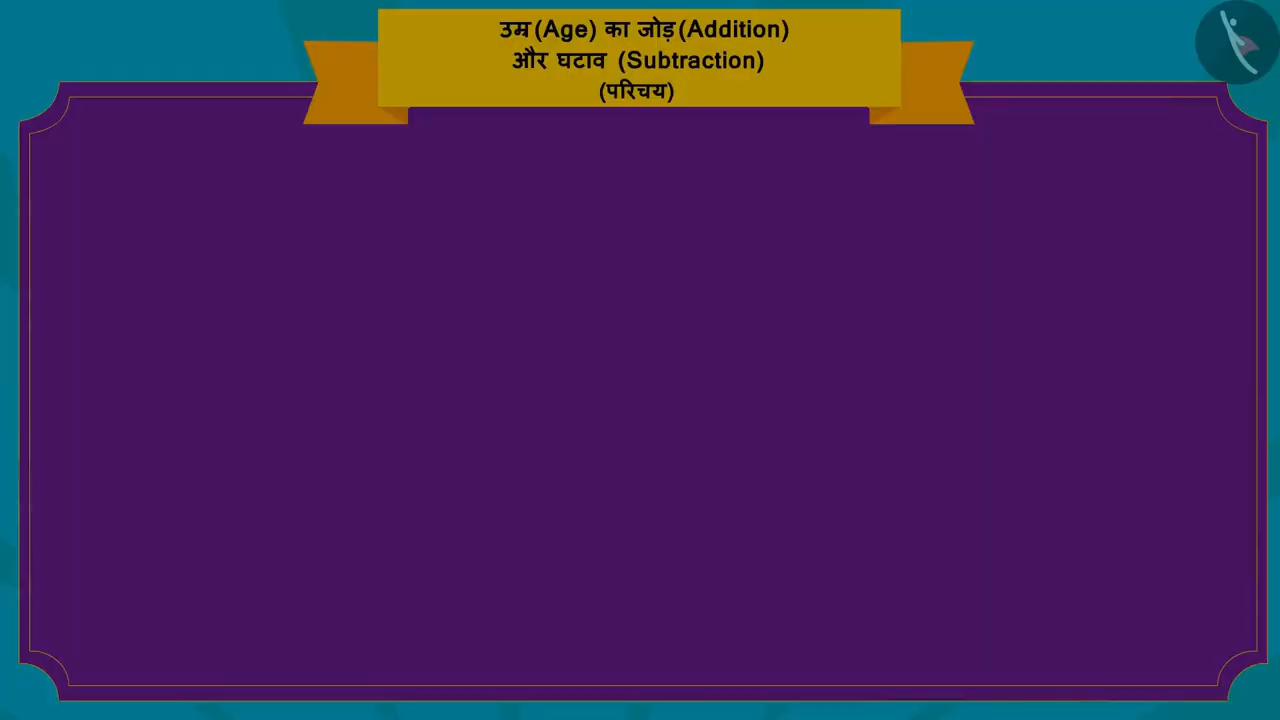 उम्र (Age) का जोड़ (Addition)
और घटाव (Subtraction)
(परिचय)